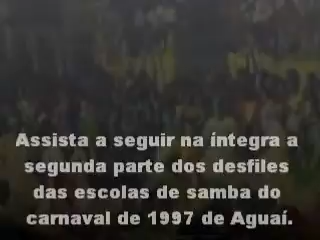 Assista a seguir na íntegra a
segunda parte dos desfiles
das escolas de samba do
carnaval de 1997 de Aguaí.